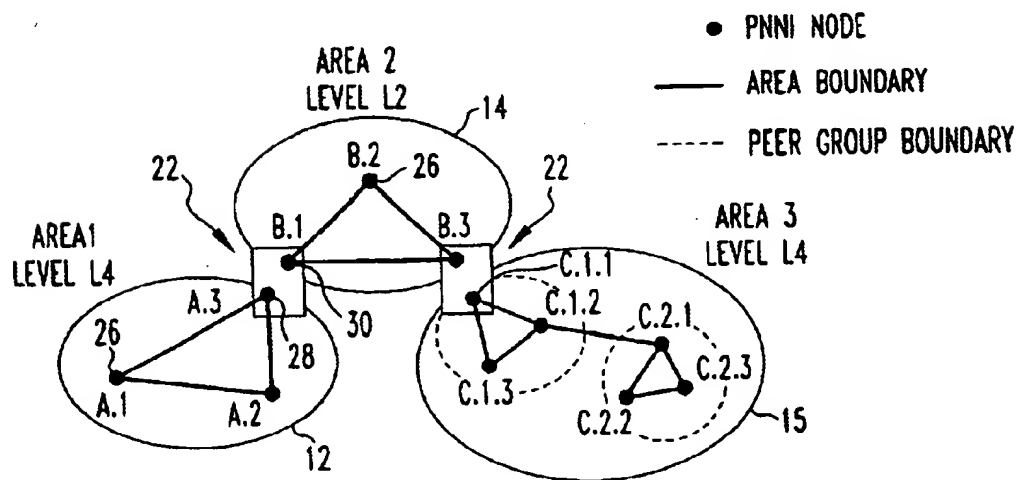 PNNI NODE
AREA BOUNDARY
PEER GROUP BOUNDARY
AREA 2
LEVEL L2
14
22
B.2
26
22
B.1
B.3
AREA1
LEVEL L4
AREA 3
LEVEL L4
C.1.1
C.1.2
A.3
30
C.2.1
26
28
C.2.3
A.1
A.2
C.1.3
C.2.2
12
15